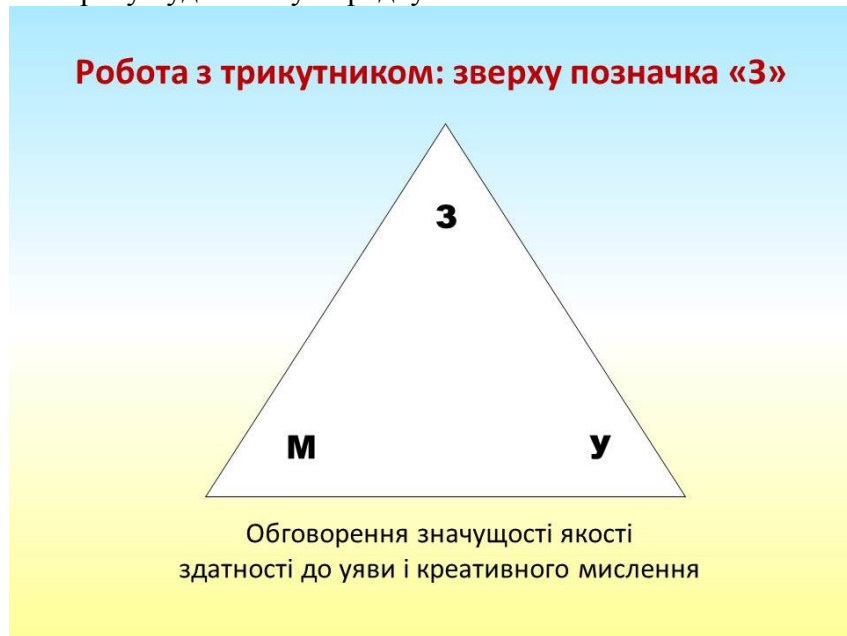 Робота з трикутником: зверху позначка «З»
З
М
У
Обговорення значущості якості
здатності до уяви і креативного мислення